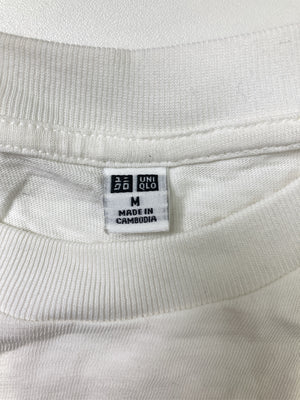 ユニ UNI
クロ QLO
M
MADE IN
CAMBODIA